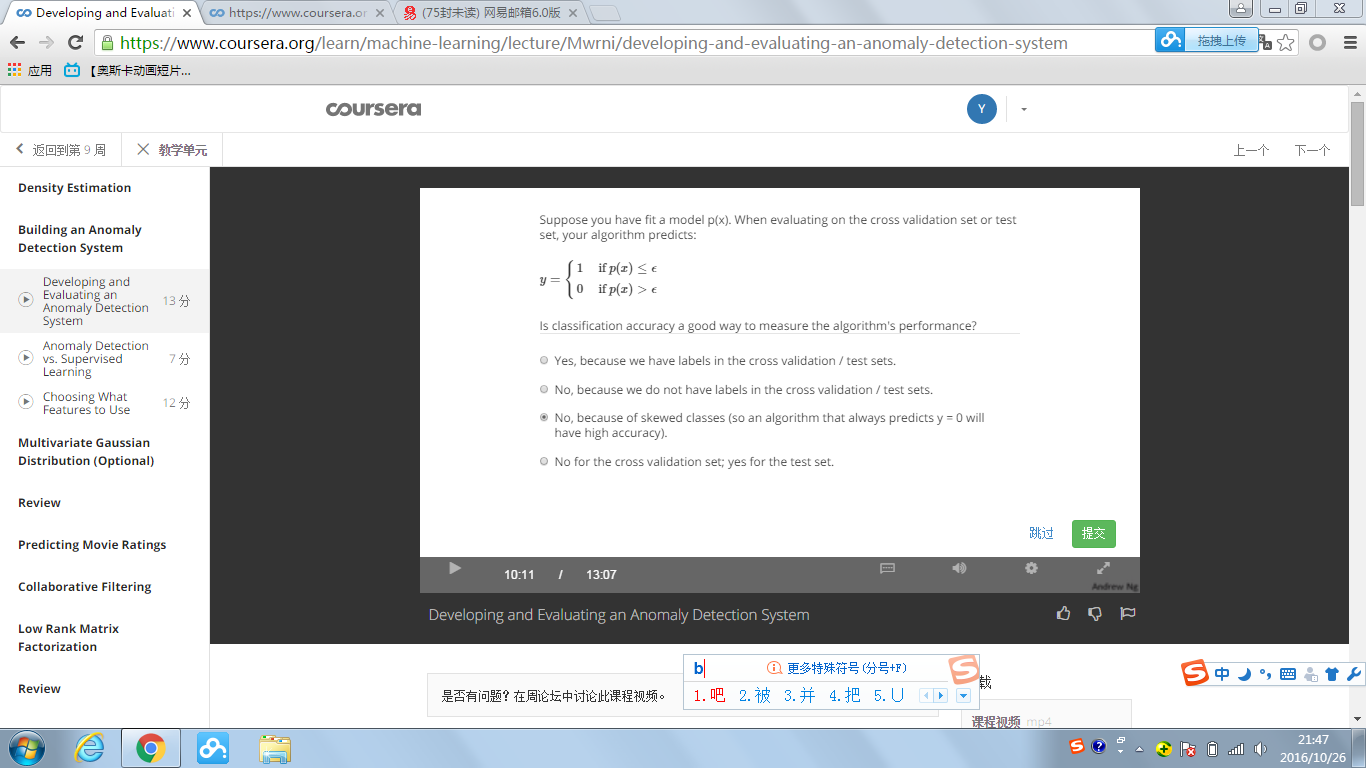 Developing and Evaluati
https://www.coursera.or
(75封未读) 网易邮箱6.0版
https://www.coursera.org/learn/machine-learning/lecture/Mwrni/developing-and-evaluating-an-anomaly-detection-system
拖拽上传
应用
【奥斯卡动画短片...
coursera
Y
返回到第 9 周
教学单元
上一个
下一个
Density Estimation
Building an Anomaly
Detection System
Developing and
Evaluating an
Anomaly Detection
System
13 分
Anomaly Detection
vs. Supervised
Learning
7 分
Choosing What
Features to Use
12 分
Multivariate Gaussian
Distribution (Optional)
Review
Predicting Movie Ratings
Collaborative Filtering
Low Rank Matrix
Factorization
Review
Suppose you have fit a model p(x). When evaluating on the cross validation set or test
set, your algorithm predicts:
y = { 1 if p(x) ≤ ϵ
0 if p(x) > ϵ
Is classification accuracy a good way to measure the algorithm's performance?
Yes, because we have labels in the cross validation / test sets.
No, because we do not have labels in the cross validation / test sets.
No, because of skewed classes (so an algorithm that always predicts y = 0 will
have high accuracy).
No for the cross validation set; yes for the test set.
跳过
提交
10:11 / 13:07
Andrew Ng
Developing and Evaluating an Anomaly Detection System
b
更多特殊符号(分号+F)
1.吧 2.被 3.并 4.把 5.U
是否有问题? 在周论坛中讨论此课程视频。
载
课程视频 mp4
中
21:47
2016/10/26